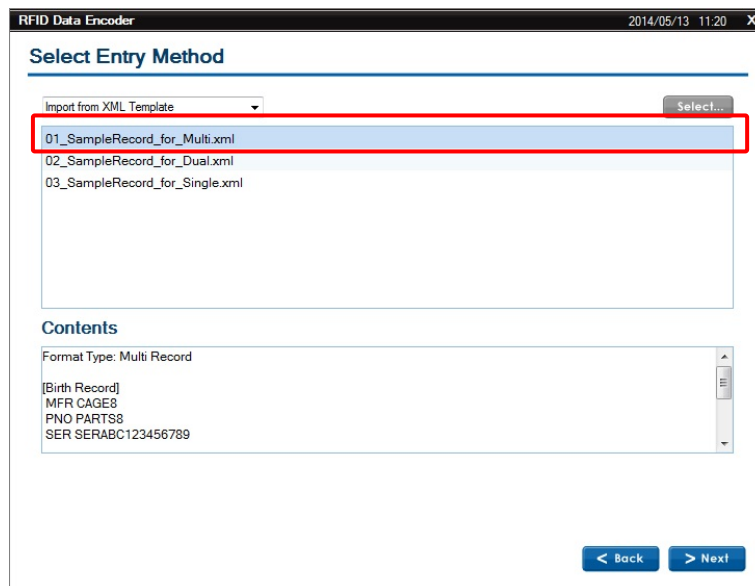 RFID Data Encoder 2014/05/13 11:20 X
Select Entry Method
Import from XML Template Select...
01_SampleRecord_for_Multi.xml
02_SampleRecord_for_Dual.xml
03_SampleRecord_for_Single.xml
Contents
Format Type: Multi Record
[Birth Record]
MFR CAGE8
PNO PARTS8
SER SERABC123456789
< Back > Next